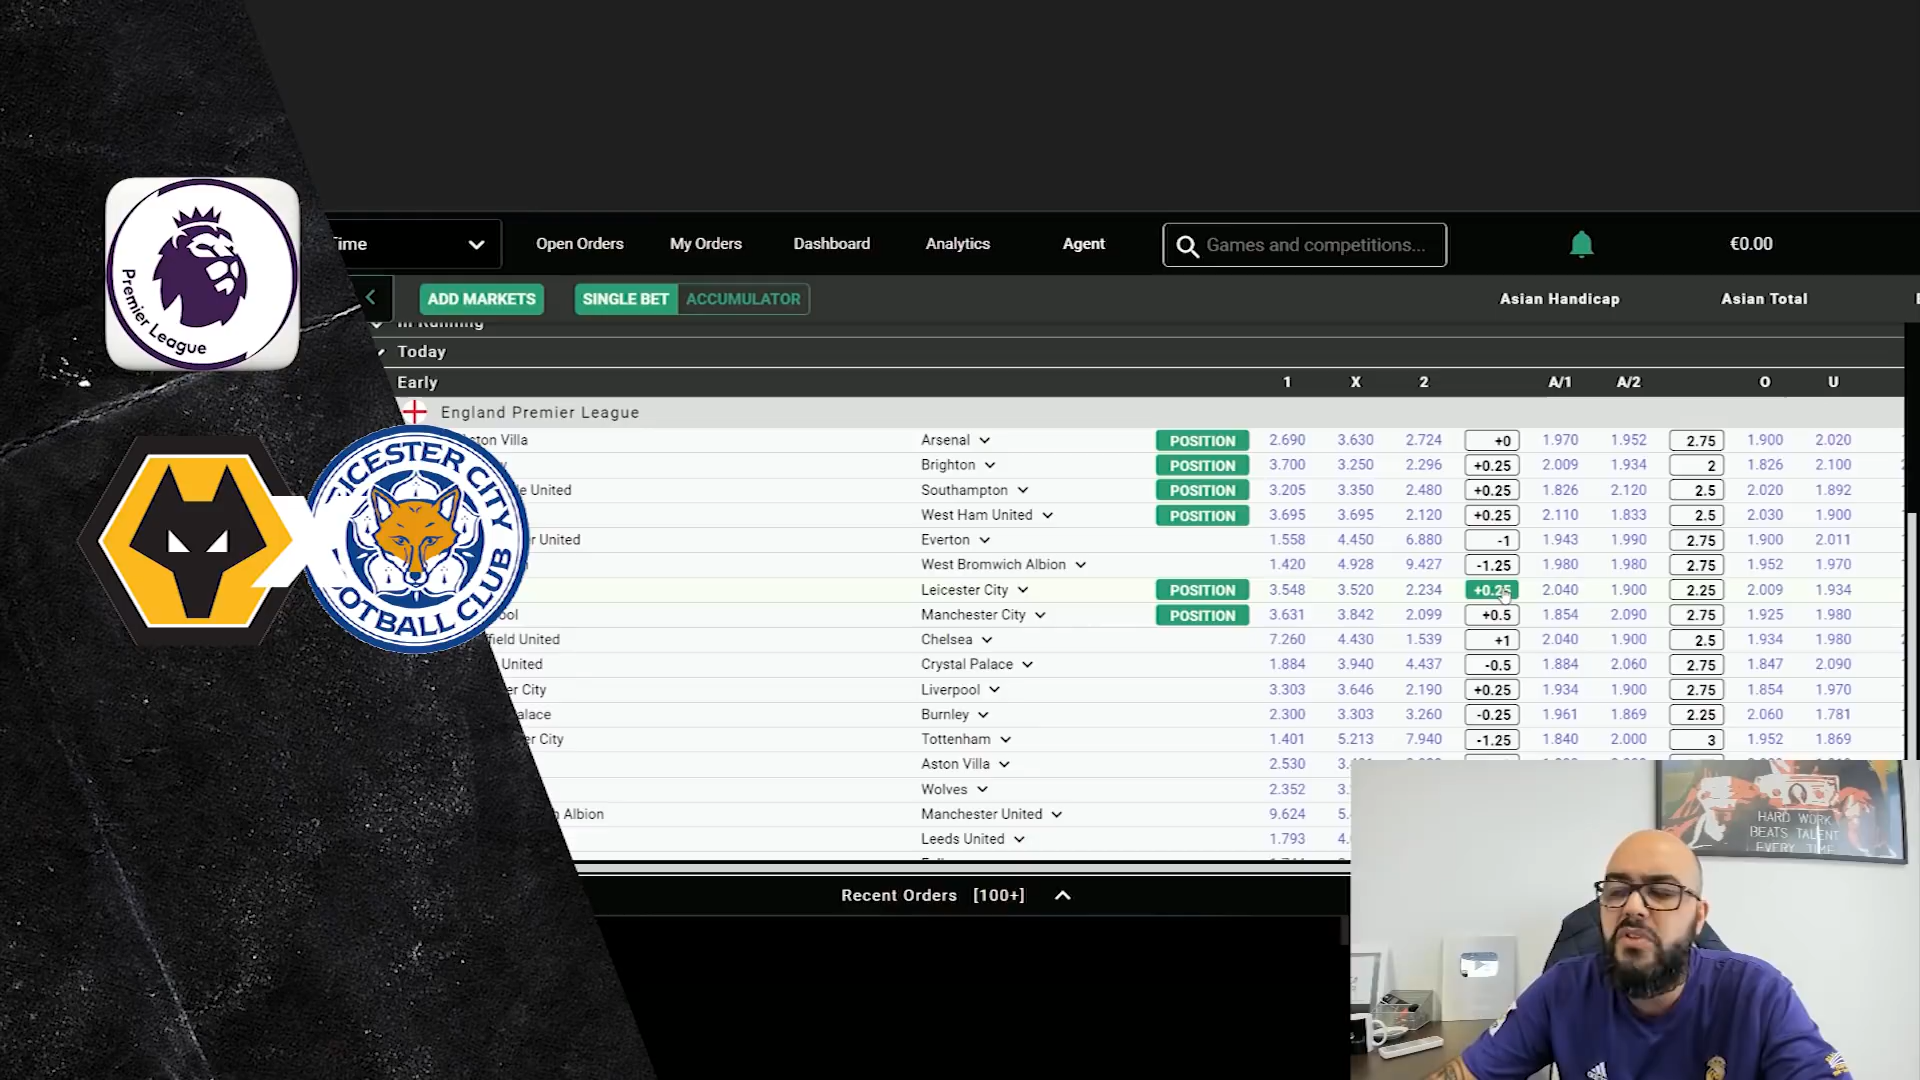 Time
Open Orders
My Orders
Dashboard
Analytics
Agent
Games and competitions...
€0.00
ADD MARKETS
SINGLE BET
ACCUMULATOR
Asian Handicap
Asian Total
In Running
Today
Early 1 X 2 A/1 A/2 O U
England Premier League
Aston Villa Arsenal POSITION 2.690 3.630 2.724 +0 1.970 1.952 2.75 1.900 2.020
Brighton POSITION 3.700 3.250 2.296 +0.25 2.009 1.934 2 1.826 2.100
United Southampton POSITION 3.205 3.350 2.480 +0.25 1.826 2.120 2.5 2.020 1.892
West Ham United POSITION 3.695 3.695 2.120 +0.25 2.110 1.833 2.5 2.030 1.900
United Everton 1.558 4.450 6.880 -1 1.943 1.990 2.75 1.900 2.011
West Bromwich Albion 1.420 4.928 9.427 -1.25 1.980 1.980 2.75 1.952 1.970
Leicester City POSITION 3.548 3.520 2.234 +0.25 2.040 1.900 2.25 2.009 1.934
Manchester City POSITION 3.631 3.842 2.099 +0.5 1.854 2.090 2.75 1.925 1.980
field United Chelsea 7.260 4.430 1.539 +1 2.040 1.900 2.5 1.934 1.980
United Crystal Palace 1.884 3.940 4.437 -0.5 1.884 2.060 2.75 1.847 2.090
er City Liverpool 3.303 3.646 2.190 +0.25 1.934 1.900 2.75 1.854 1.970
alace Burnley 2.300 3.303 3.260 -0.25 1.961 1.869 2.25 2.060 1.781
er City Tottenham 1.401 5.213 7.940 -1.25 1.840 2.000 3 1.952 1.869
Aston Villa 2.530
Wolves 2.352
Albion Manchester United 9.624
Leeds United 1.793
Recent Orders [100+]
Premier League
LEICESTER CITY
FOOTBALL CLUB
X
HARD WORK
BEATS TALENT
EVERY TIME